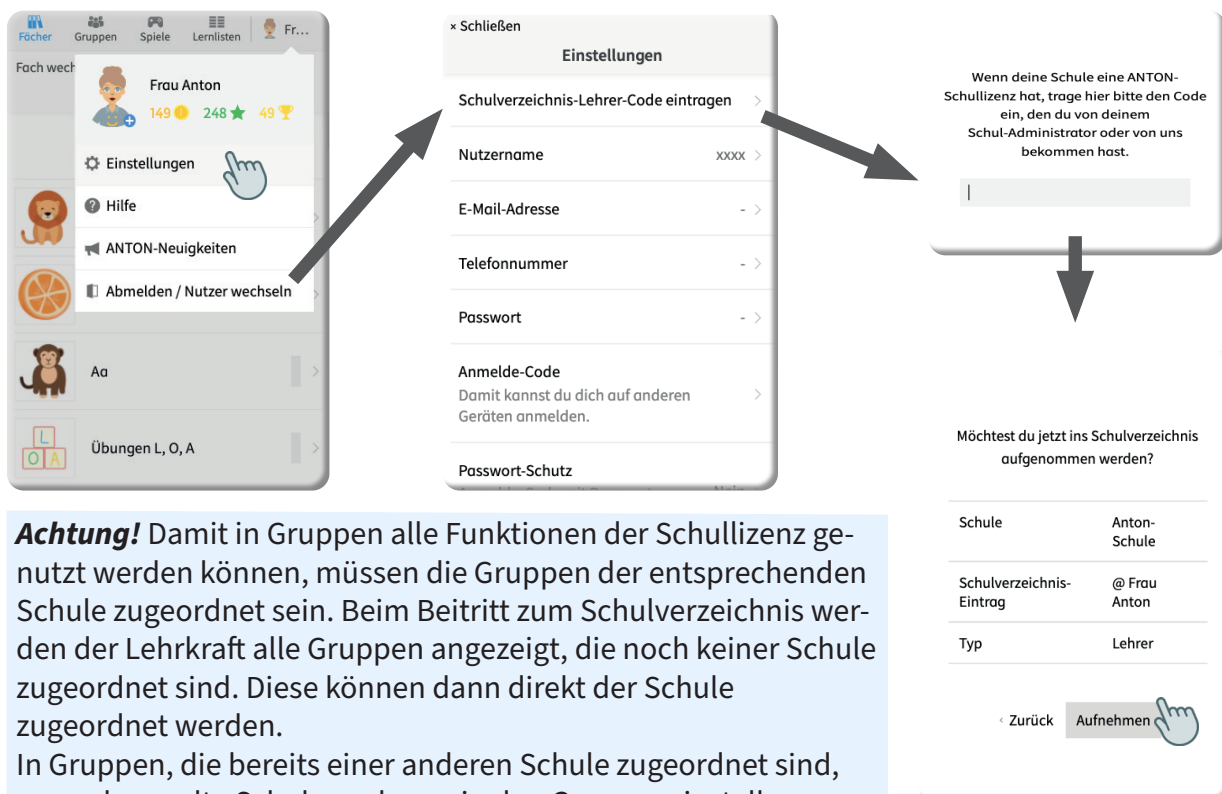 Fächer Gruppen Spiele Lernlisten Fr...
Fach wech
Frau Anton
149 248 49
Einstellungen
Hilfe
ANTON-Neuigkeiten
Abmelden / Nutzer wechseln
Aa
L
O A
Übungen L, O, A
× Schließen
Einstellungen
Schulverzeichnis-Lehrer-Code eintragen
Nutzername xxxx
E-Mail-Adresse -
Telefonnummer -
Passwort -
Anmelde-Code
Damit kannst du dich auf anderen
Geräten anmelden.
Passwort-Schutz
Wenn deine Schule eine ANTON-
Schullizenz hat, trage hier bitte den Code
ein, den du von deinem
Schul-Administrator oder von uns
bekommen hast.
Möchtest du jetzt ins Schulverzeichnis
aufgenommen werden?
Schule Anton-
Schule
Schulverzeichnis- @ Frau
Eintrag Anton
Typ Lehrer
Zurück Aufnehmen
Achtung! Damit in Gruppen alle Funktionen der Schullizenz ge-
nutzt werden können, müssen die Gruppen der entsprechenden
Schule zugeordnet sein. Beim Beitritt zum Schulverzeichnis wer-
den der Lehrkraft alle Gruppen angezeigt, die noch keiner Schule
zugeordnet sind. Diese können dann direkt der Schule
zugeordnet werden.
In Gruppen, die bereits einer anderen Schule zugeordnet sind,